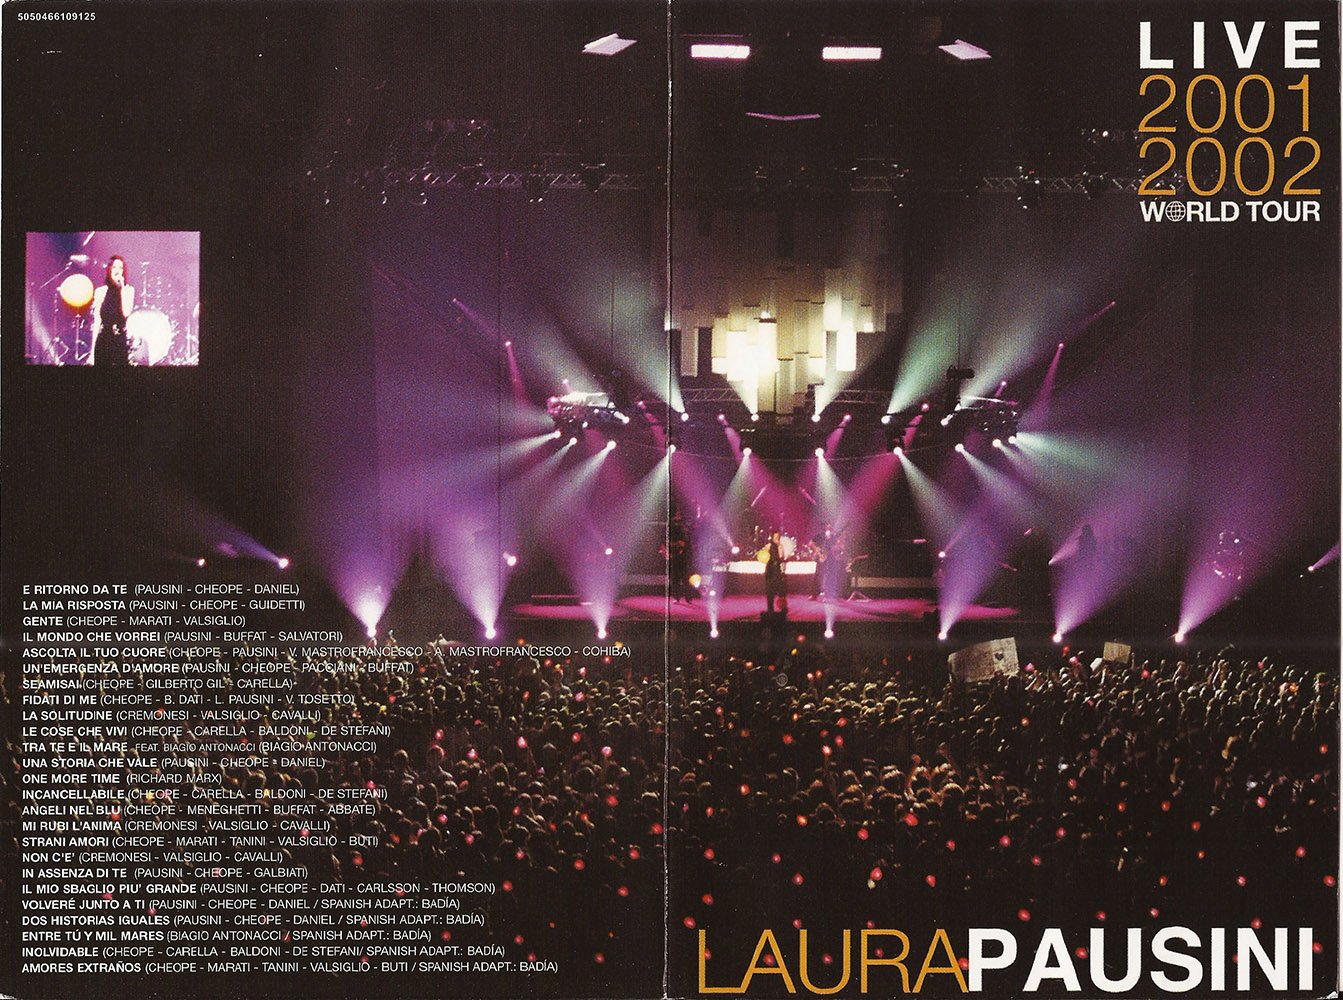 5050466109125
LIVE
2001
2002
WORLD TOUR
E RITORNO DA TE (PAUSINI - CHEOPE - DANIEL)
LA MIA RISPOSTA (PAUSINI - CHEOPE - GUIDETTI)
GENTE (CHEOPE - MARATI - VALSIGLIO)
IL MONDO CHE VORREI (PAUSINI - BUFFAT - SALVATORI)
ASCOLTA IL TUO CUORE (CHEOPE - PAUSINI - V. MASTROFRANCESCO - A. MASTROFRANCESCO - COHIBA)
UN'EMERGENZA D'AMORE (PAUSINI - CHEOPE - PACCIANI - BUFFAT)
SEAMISAI (CHEOPE - GILBERTO GIL - CARELLA)
FIDATI DI ME (CHEOPE - B. DATI - L. PAUSINI - V. TOSETTO)
LA SOLITUDINE (CREMONESI - VALSIGLIO - CAVALLI)
LE COSE CHE VIVI (CHEOPE - CARELLA - BALDONI - DE STEFANI)
TRA TE E IL MARE FEAT. BIAGIO ANTONACCI (BIAGIO ANTONACCI)
UNA STORIA CHE VALE (PAUSINI - CHEOPE - DANIEL)
ONE MORE TIME (RICHARD MARX)
INCANCELLABILE (CHEOPE - CARELLA - BALDONI - DE STEFANI)
ANGELI NEL BLU (CHEOPE - MENEGHETTI - BUFFAT - ABBATE)
MI RUBI L'ANIMA (CREMONESI - VALSIGLIO - CAVALLI)
STRANI AMORI (CHEOPE - MARATI - TANINI - VALSIGLIO - BUTI)
NON C'E' (CREMONESI - VALSIGLIO - CAVALLI)
IN ASSENZA DI TE (PAUSINI - CHEOPE - GALBIATI)
IL MIO SBAGLIO PIU' GRANDE (PAUSINI - CHEOPE - DATI - CARLSSON - THOMSON)
VOLVERÉ JUNTO A TI (PAUSINI - CHEOPE - DANIEL / SPANISH ADAPT.: BADÍA)
DOS HISTORIAS IGUALES (PAUSINI - CHEOPE - DANIEL / SPANISH ADAPT.: BADÍA)
ENTRE TÚ Y MIL MARES (BIAGIO ANTONACCI / SPANISH ADAPT.: BADÍA)
INOLVIDABLE (CHEOPE - CARELLA - BALDONI - DE STEFANI/ SPANISH ADAPT.: BADÍA)
AMORES EXTRAÑOS (CHEOPE - MARATI - TANINI - VALSIGLIO - BUTI / SPANISH ADAPT.: BADÍA)
LAURAPAUSINI